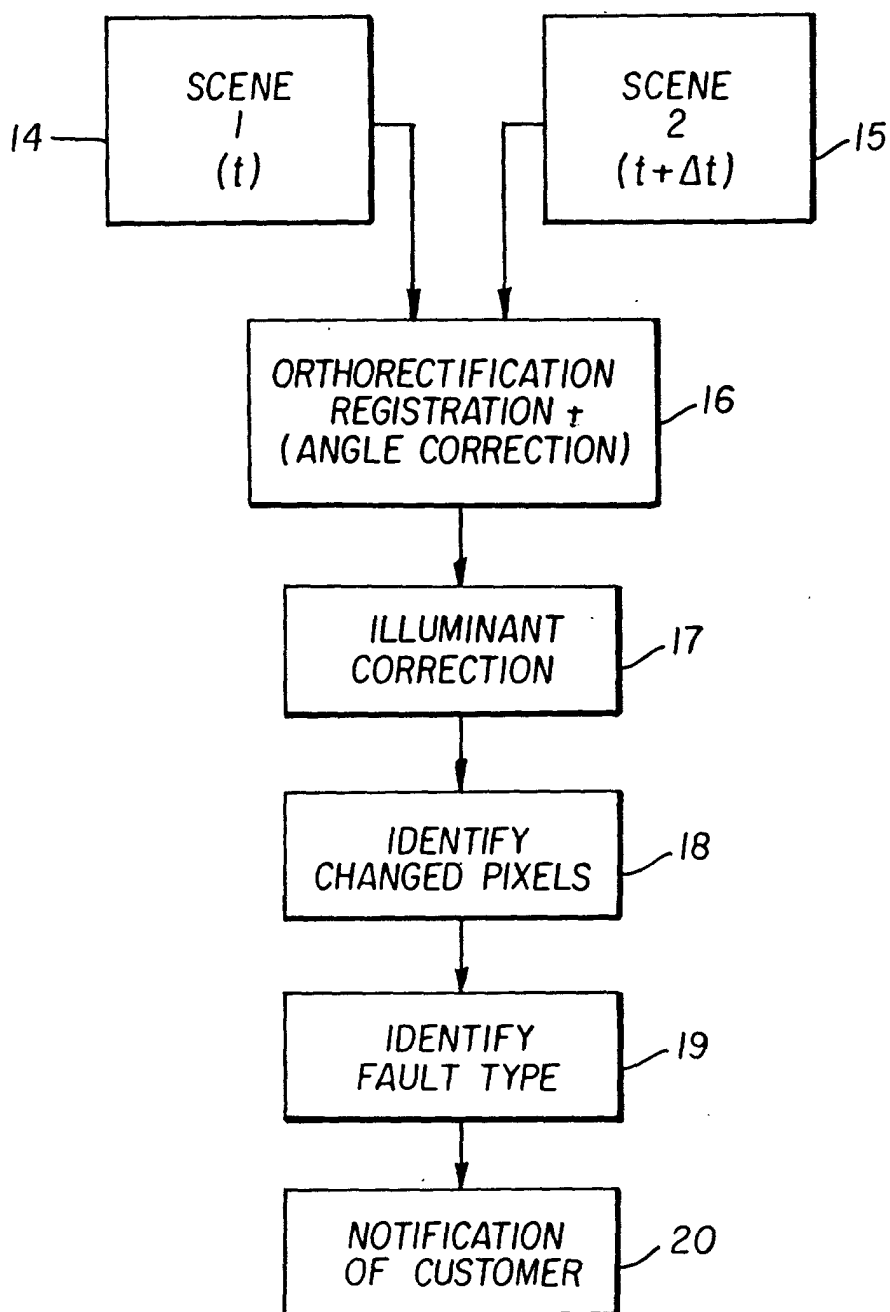 SCENE
1
(t)
14
SCENE
2
(t + Δt)
15
ORTHORECTIFICATION
REGISTRATION +
(ANGLE CORRECTION)
16
ILLUMINANT
CORRECTION
17
IDENTIFY
CHANGED PIXELS
18
IDENTIFY
FAULT TYPE
19
NOTIFICATION
OF CUSTOMER
20